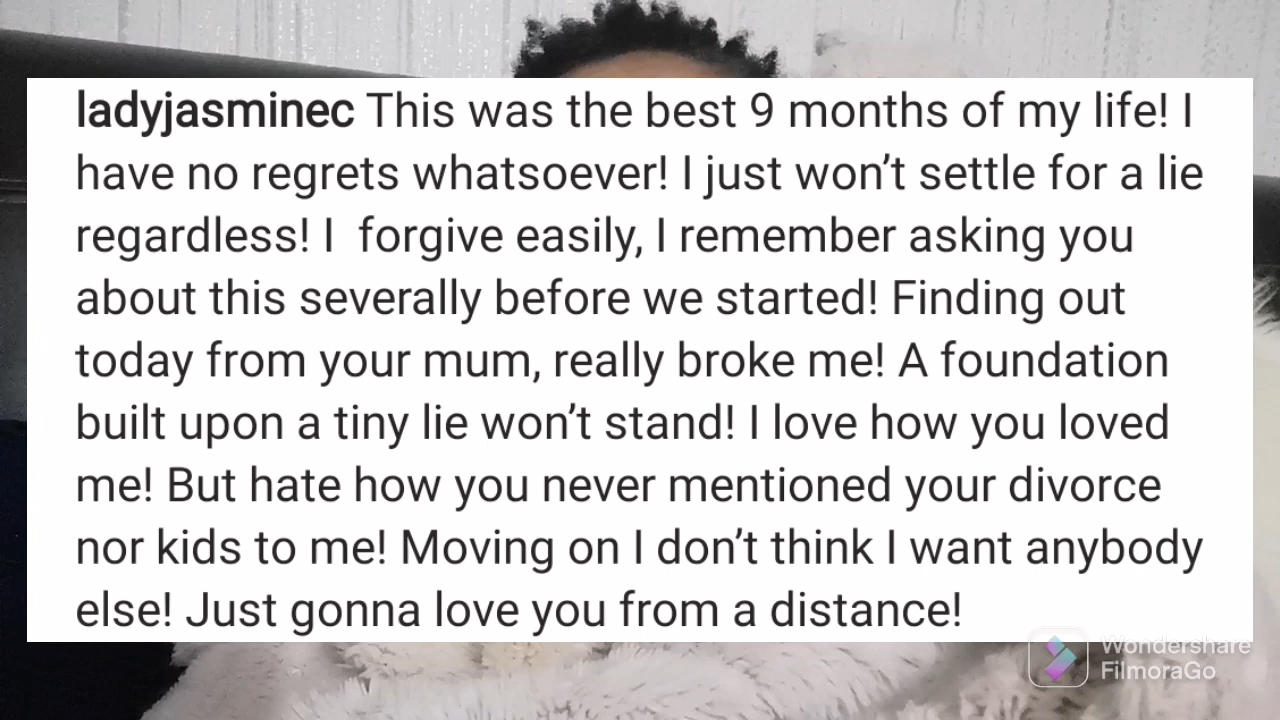 ladyjasminec This was the best 9 months of my life! I
have no regrets whatsoever! I just won't settle for a lie
regardless! I  forgive easily, I remember asking you
about this severally before we started! Finding out
today from your mum, really broke me! A foundation
built upon a tiny lie won't stand! I love how you loved
me! But hate how you never mentioned your divorce
nor kids to me! Moving on I don't think I want anybody
else! Just gonna love you from a distance!
Wondershare
FilmoraGo